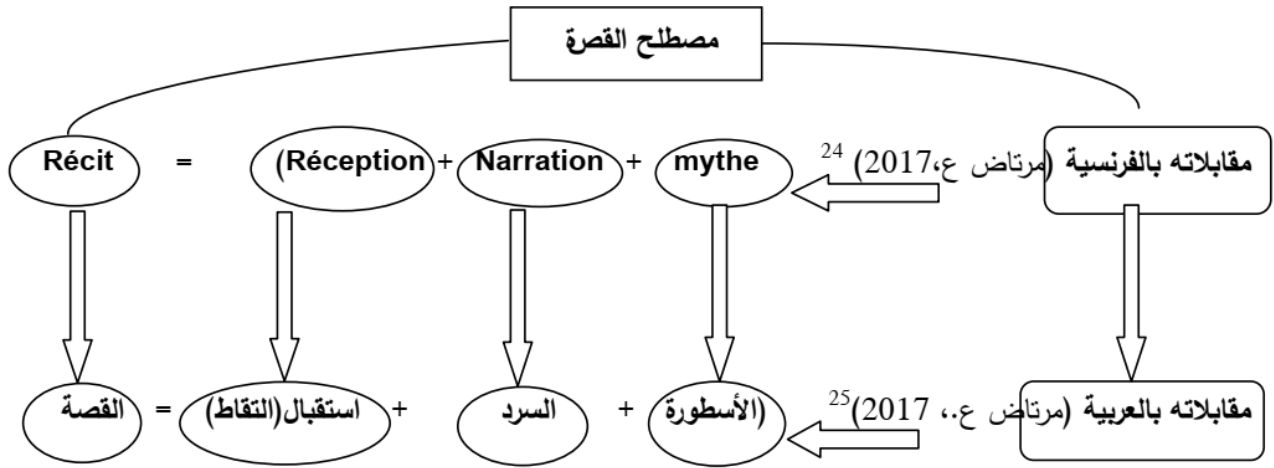 مصطلح القصة
مقابلاته بالفرنسية (مرتاض ع،2017) 24 Récit = (Réception + Narration + mythe
مقابلاته بالعربية (مرتاض ع.، 2017)25 (الأسطورة + السرد + استقبال(التقاط) = القصة